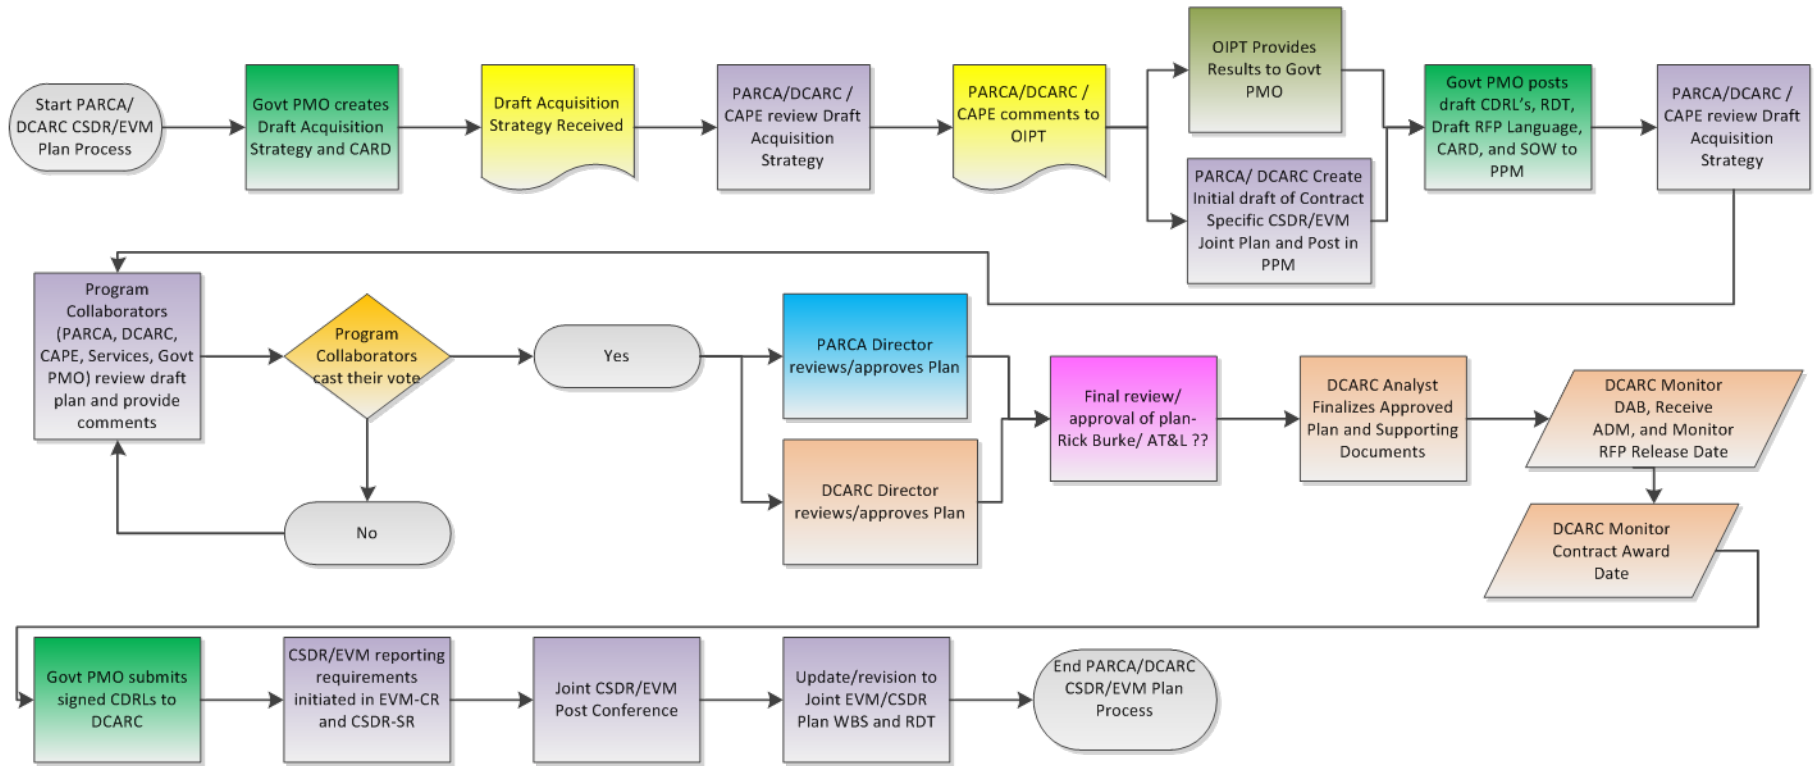 Start PARCA/
DCARC CSDR/EVM
Plan Process
Govt PMO creates
Draft Acquisition
Strategy and CARD
Draft Acquisition
Strategy Received
PARCA/DCARC /
CAPE review Draft
Acquisition
Strategy
PARCA/DCARC /
CAPE comments to
OIPT
OIPT Provides
Results to Govt
PMO
PARCA/ DCARC Create
Initial draft of Contract
Specific CSDR/EVM
Joint Plan and Post in
PPM
Govt PMO posts
draft CDRL's, RDT,
Draft RFP Language,
CARD, and SOW to
PPM
PARCA/DCARC /
CAPE review Draft
Acquisition
Strategy
Program
Collaborators
(PARCA, DCARC,
CAPE, Services, Govt
PMO) review draft
plan and provide
comments
Program
Collaborators
cast their vote
Yes
No
PARCA Director
reviews/approves Plan
DCARC Director
reviews/approves Plan
Final review/
approval of plan-
Rick Burke/ AT&L ??
DCARC Analyst
Finalizes Approved
Plan and Supporting
Documents
DCARC Monitor
DAB, Receive
ADM, and Monitor
RFP Release Date
DCARC Monitor
Contract Award
Date
Govt PMO submits
signed CDRLs to
DCARC
CSDR/EVM reporting
requirements
initiated in EVM-CR
and CSDR-SR
Joint CSDR/EVM
Post Conference
Update/revision to
Joint EVM/CSDR
Plan WBS and RDT
End PARCA/DCARC
CSDR/EVM Plan
Process